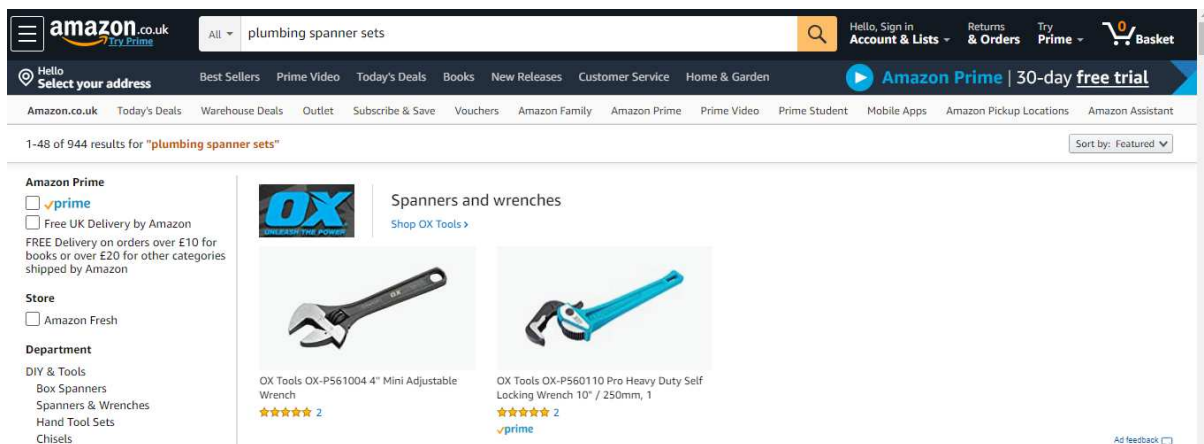 amazon.co.uk
Try Prime
All
plumbing spanner sets
Hello, Sign in
Account & Lists
Returns
& Orders
Try
Prime
0
Basket
Hello
Select your address
Best Sellers Prime Video Today's Deals Books New Releases Customer Service Home & Garden
Amazon Prime | 30-day free trial
Amazon.co.uk Today's Deals Warehouse Deals Outlet Subscribe & Save Vouchers Amazon Family Amazon Prime Prime Video Prime Student Mobile Apps Amazon Pickup Locations Amazon Assistant
1-48 of 944 results for "plumbing spanner sets"
Sort by: Featured
Amazon Prime
prime
Free UK Delivery by Amazon
FREE Delivery on orders over £10 for
books or over £20 for other categories
shipped by Amazon
Store
Amazon Fresh
Department
DIY & Tools
Box Spanners
Spanners & Wrenches
Hand Tool Sets
Chisels
OX
UNLEASH THE POWER
Spanners and wrenches
Shop OX Tools ›
OX
OX Tools OX-P561004 4" Mini Adjustable
Wrench
2
OX Tools OX-P560110 Pro Heavy Duty Self
Locking Wrench 10" / 250mm, 1
2
prime
Ad feedback